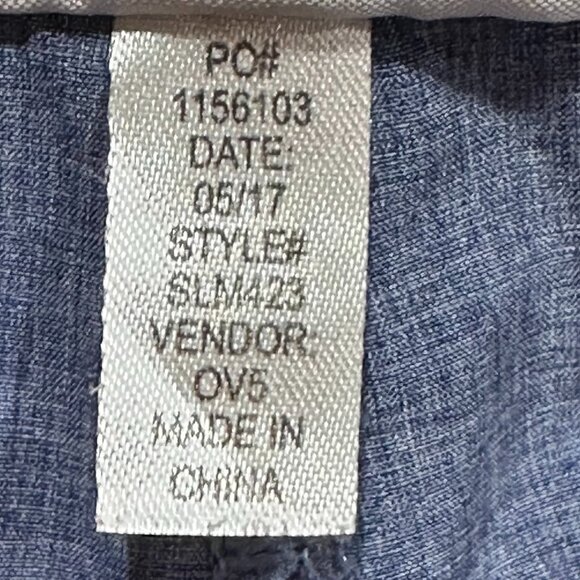 PO#
1156103
DATE:
05/17
STYLE#
SLM423
VENDOR:
OV5
MADE IN
CHINA